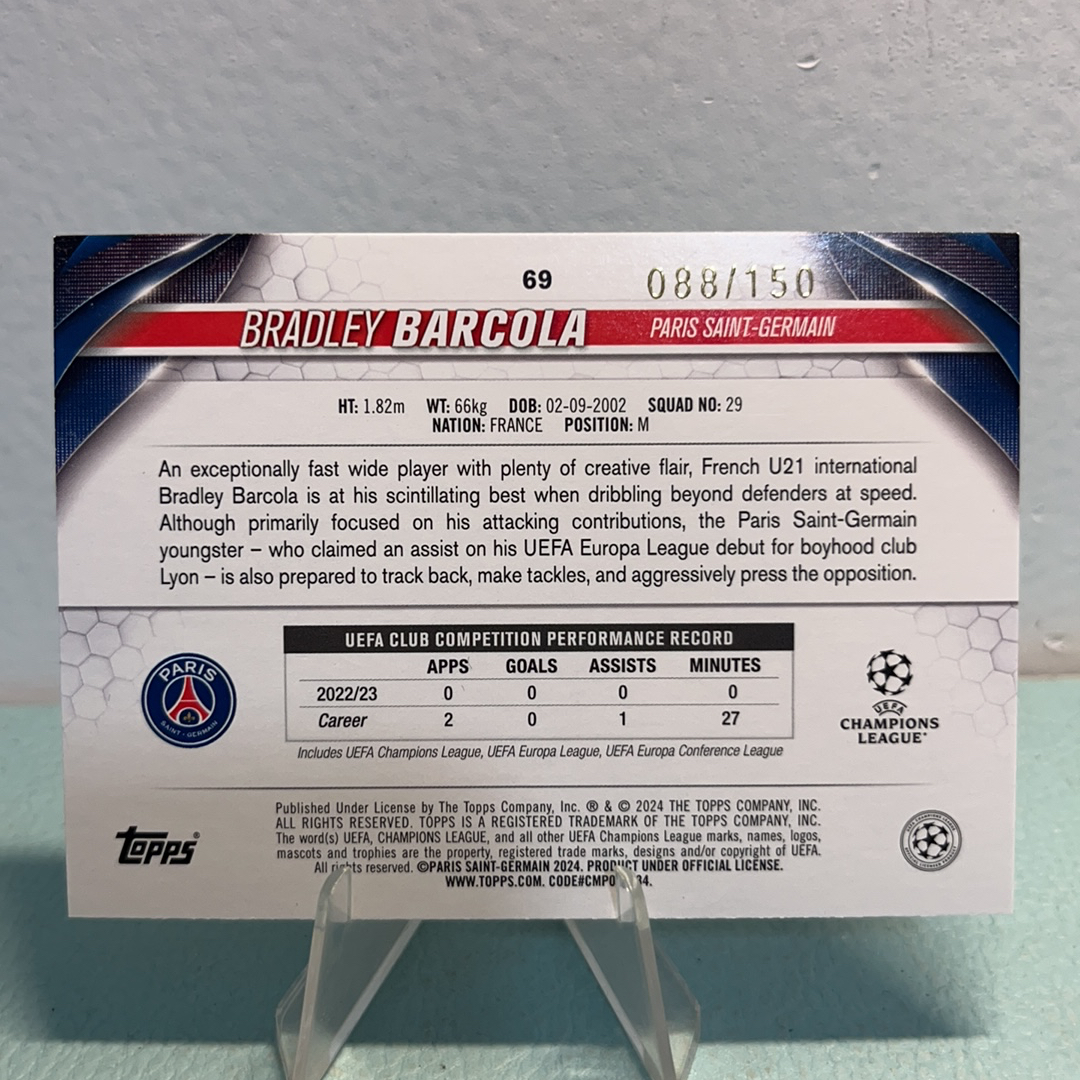 69 088/150
BRADLEY BARCOLA PARIS SAINT-GERMAIN
HT: 1.82m WT: 66kg DOB: 02-09-2002 SQUAD NO: 29
NATION: FRANCE POSITION: M
An exceptionally fast wide player with plenty of creative flair, French U21 international
Bradley Barcola is at his scintillating best when dribbling beyond defenders at speed.
Although primarily focused on his attacking contributions, the Paris Saint-Germain
youngster – who claimed an assist on his UEFA Europa League debut for boyhood club
Lyon – is also prepared to track back, make tackles, and aggressively press the opposition.
UEFA CLUB COMPETITION PERFORMANCE RECORD
APPS GOALS ASSISTS MINUTES
2022/23 0 0 0 0
Career 2 0 1 27
Includes UEFA Champions League, UEFA Europa League, UEFA Europa Conference League
PARIS
SAINT-GERMAIN
UEFA
CHAMPIONS
LEAGUE
Published Under License by The Topps Company, Inc. ® & © 2024 THE TOPPS COMPANY, INC.
ALL RIGHTS RESERVED. TOPPS IS A REGISTERED TRADEMARK OF THE TOPPS COMPANY, INC.
The word(s) UEFA, CHAMPIONS LEAGUE, and all other UEFA Champions League marks, names, logos,
mascots and trophies are the property, registered trade marks, designs and/or copyright of UEFA.
All rights reserved. ©PARIS SAINT-GERMAIN 2024. PRODUCT UNDER OFFICIAL LICENSE.
WWW.TOPPS.COM.
Topps®